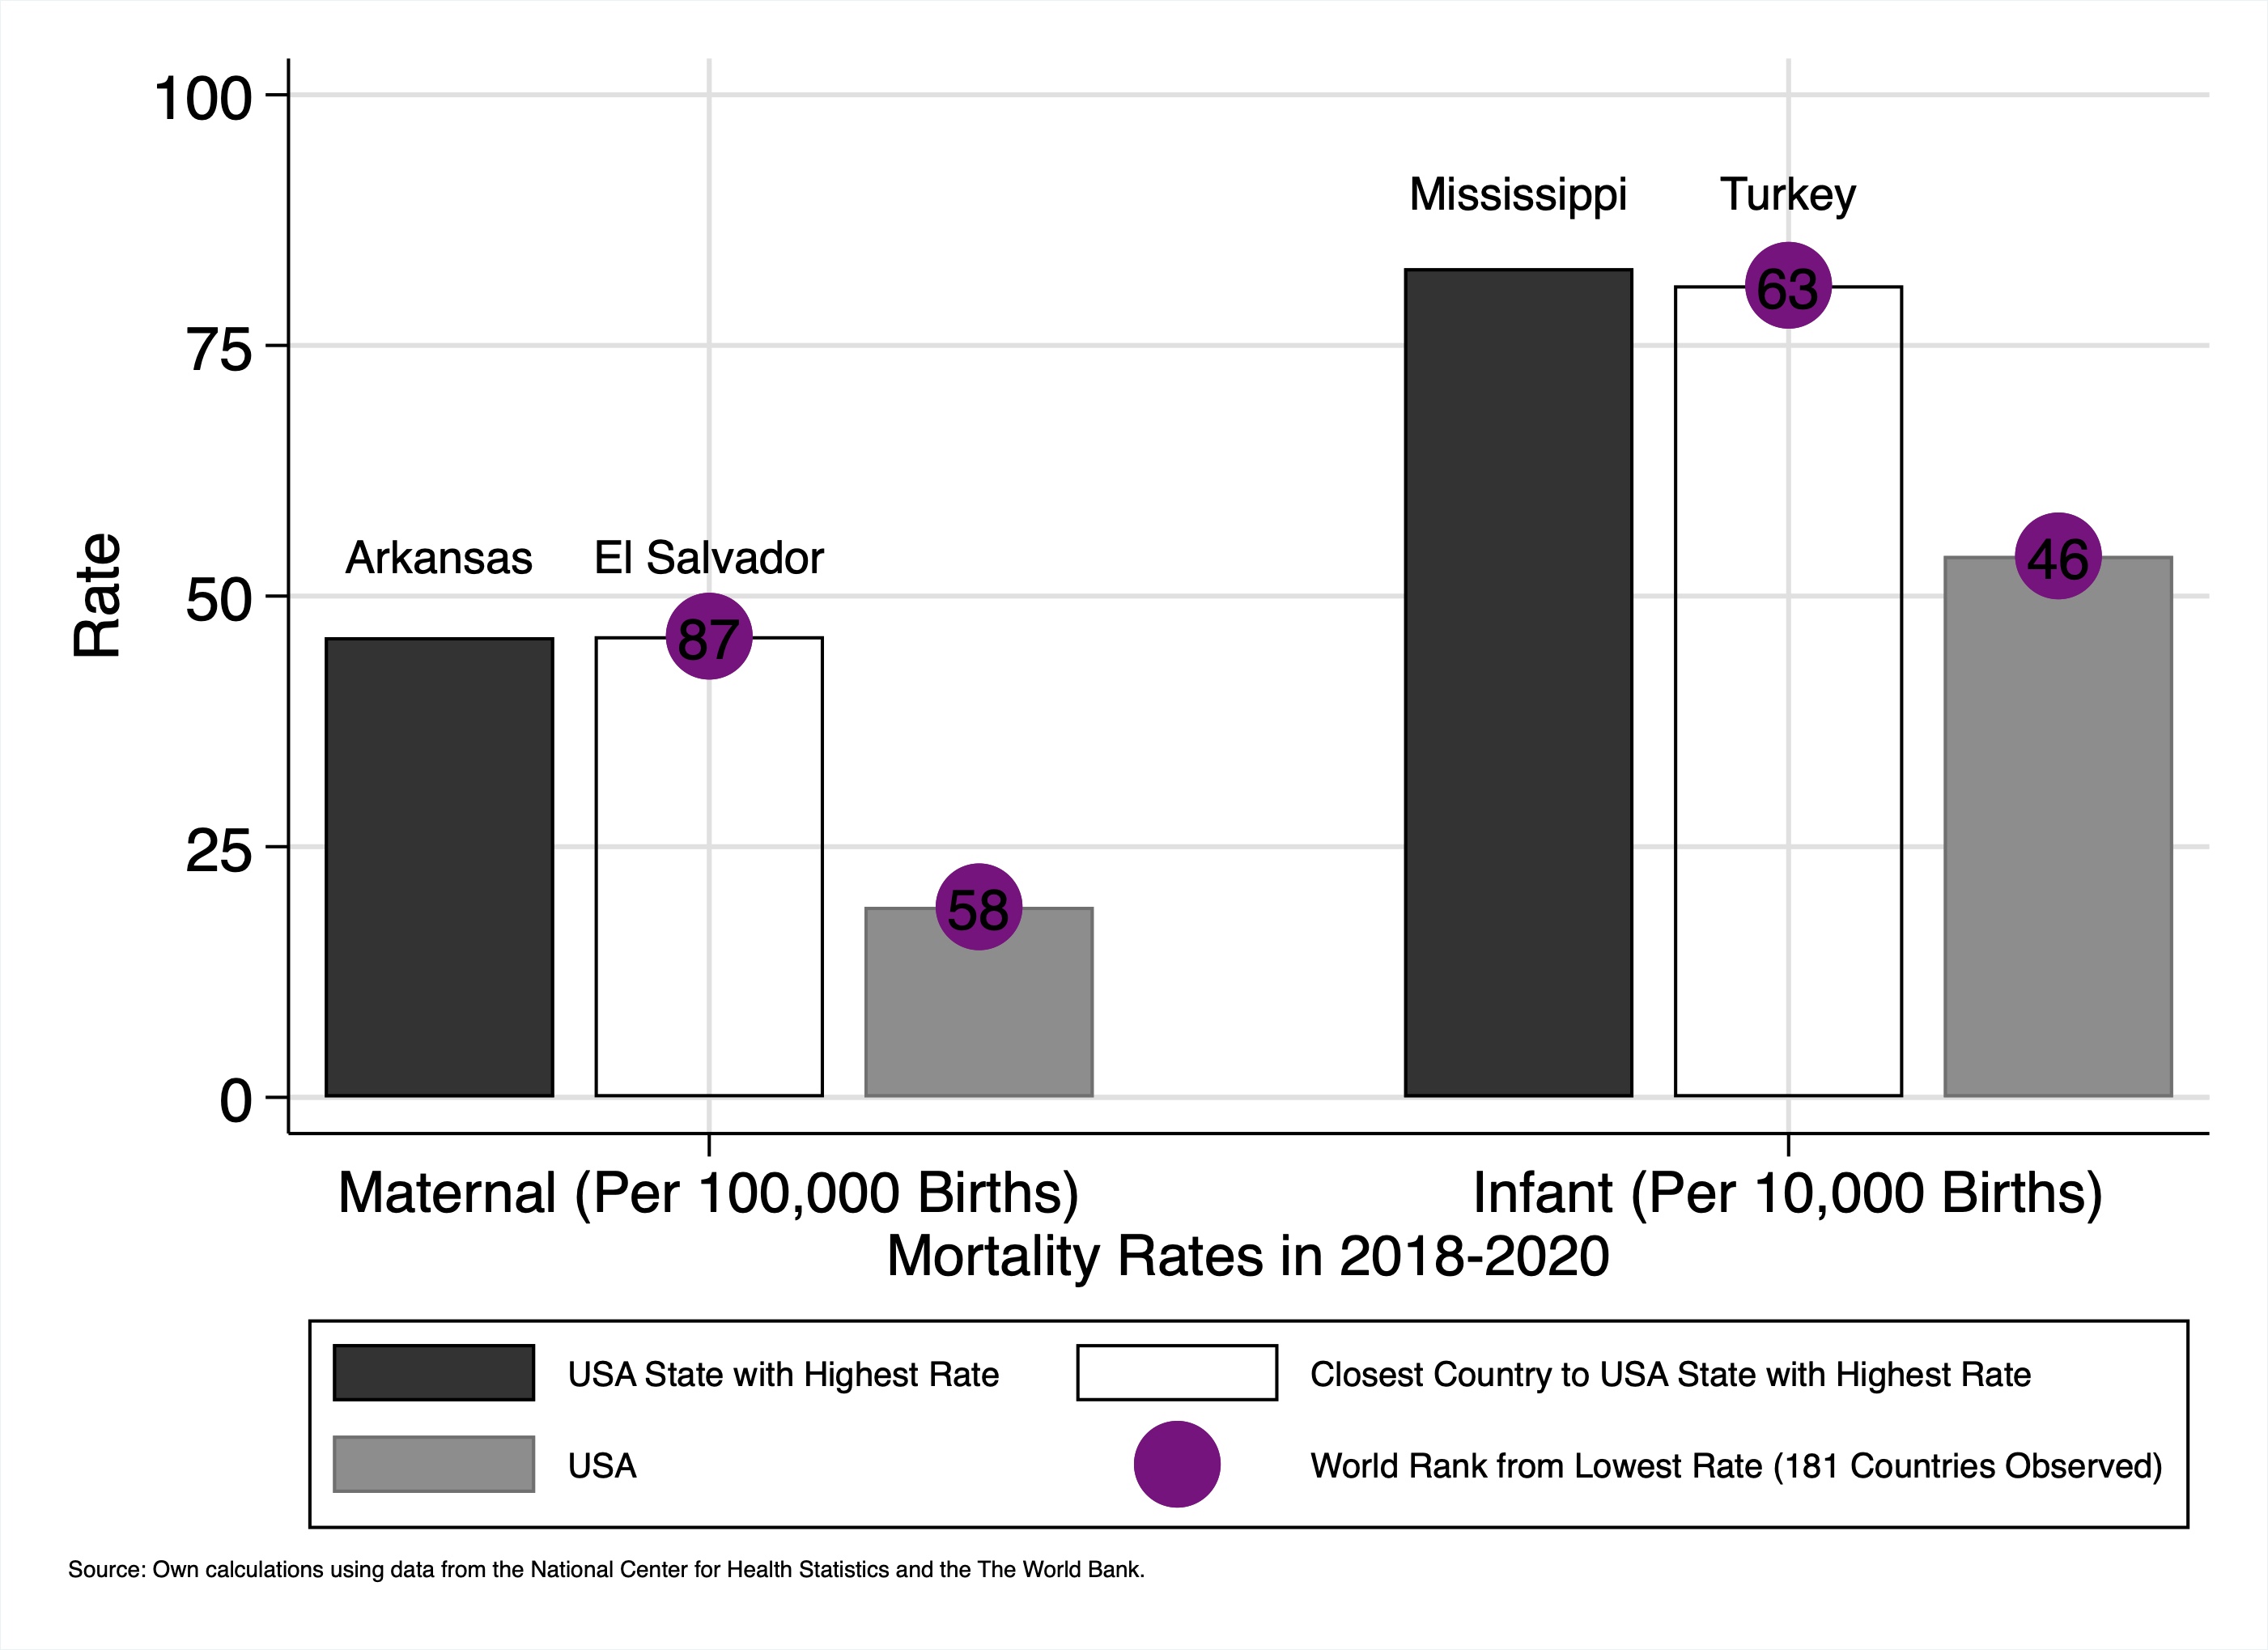 100
75
50
25
0
Rate
Mississippi
Turkey
63
Arkansas
El Salvador
46
87
58
Maternal (Per 100,000 Births)
Infant (Per 10,000 Births)
Mortality Rates in 2018-2020
USA State with Highest Rate
Closest Country to USA State with Highest Rate
USA
World Rank from Lowest Rate (181 Countries Observed)
Source: Own calculations using data from the National Center for Health Statistics and the The World Bank.